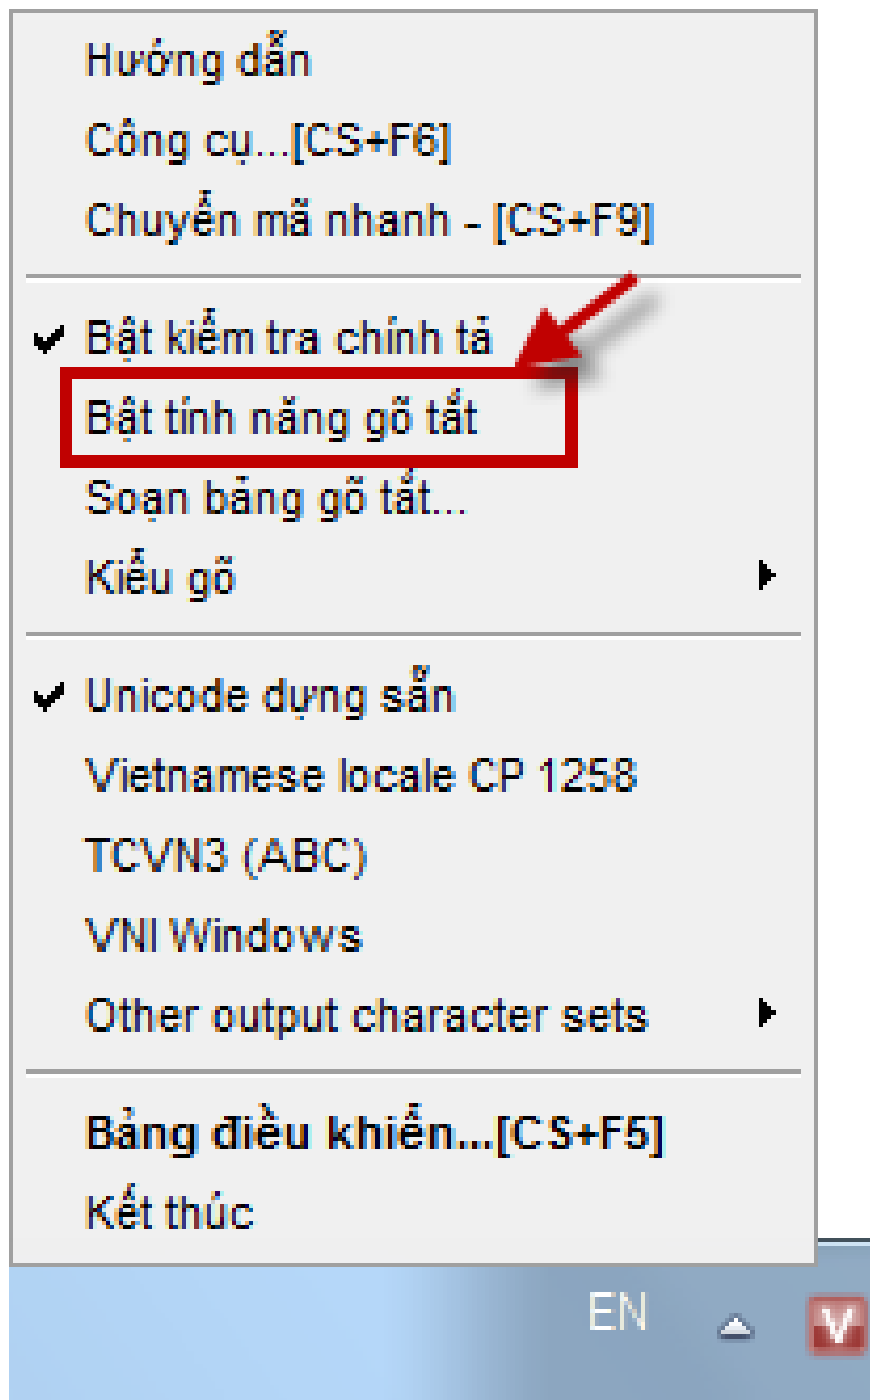 Hướng dẫn
Công cụ...[CS+F6]
Chuyển mã nhanh - [CS+F9]
Bật kiểm tra chính tả
Bật tính năng gõ tắt
Soạn bảng gõ tắt...
Kiểu gõ
Unicode dựng sẵn
Vietnamese locale CP 1258
TCVN3 (ABC)
VNI Windows
Other output character sets
Bảng điều khiển...[CS+F5]
Kết thúc
EN
V